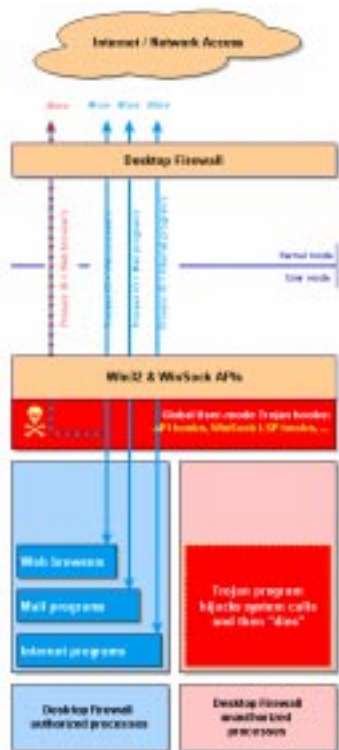 Internet / Network Access
Allow
Allow
Allow
Allow
Desktop Firewall
Kernel mode
User mode
Win32 & WinSock APIs
Global User-mode Trojan hooks:
API hooks, WinSock LSP hooks, ...
Web browsers
Mail programs
Internet programs
Trojan program
hijacks system calls
and then "dies"
Desktop Firewall
authorized processes
Desktop Firewall
unauthorized
processes